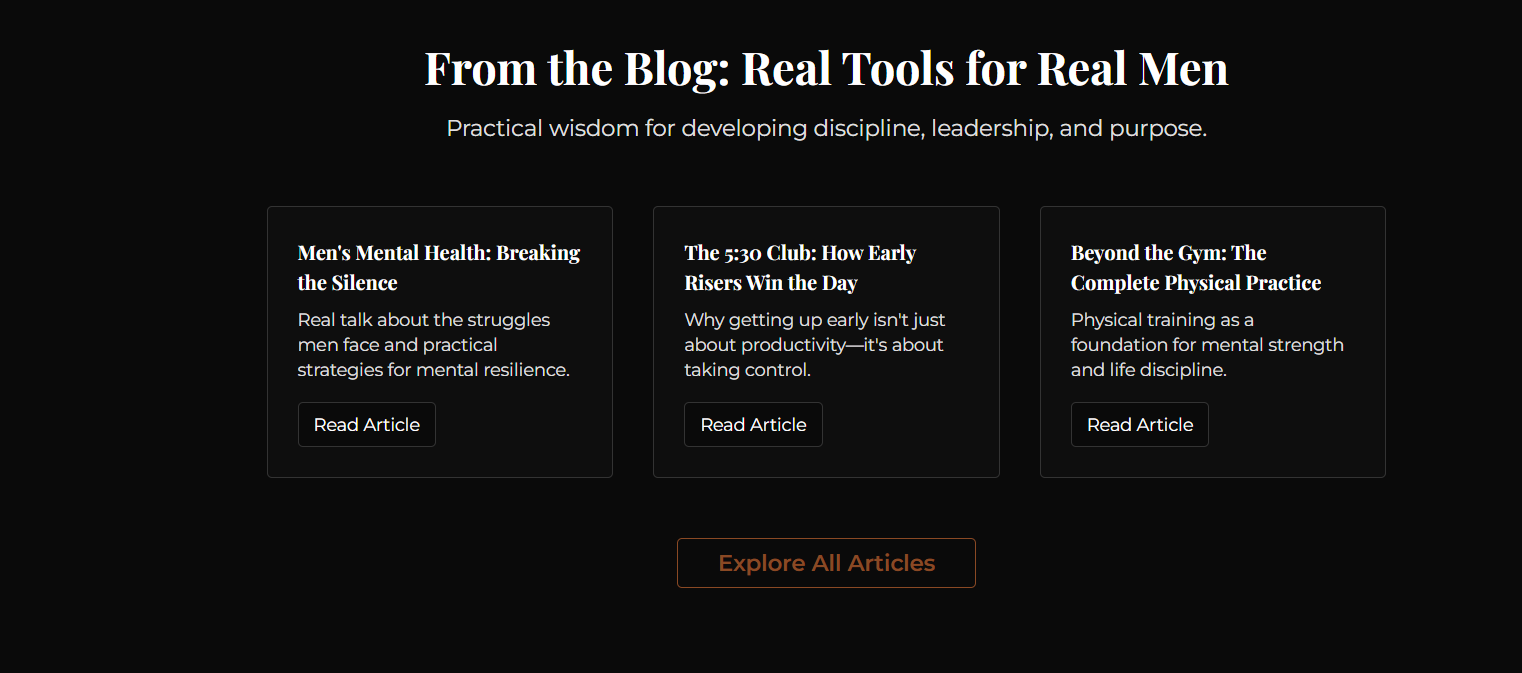 From the Blog: Real Tools for Real Men
Practical wisdom for developing discipline, leadership, and purpose.
Men's Mental Health: Breaking
the Silence
Real talk about the struggles
men face and practical
strategies for mental resilience.
Read Article
The 5:30 Club: How Early
Risers Win the Day
Why getting up early isn't just
about productivity—it's about
taking control.
Read Article
Beyond the Gym: The
Complete Physical Practice
Physical training as a
foundation for mental strength
and life discipline.
Read Article
Explore All Articles